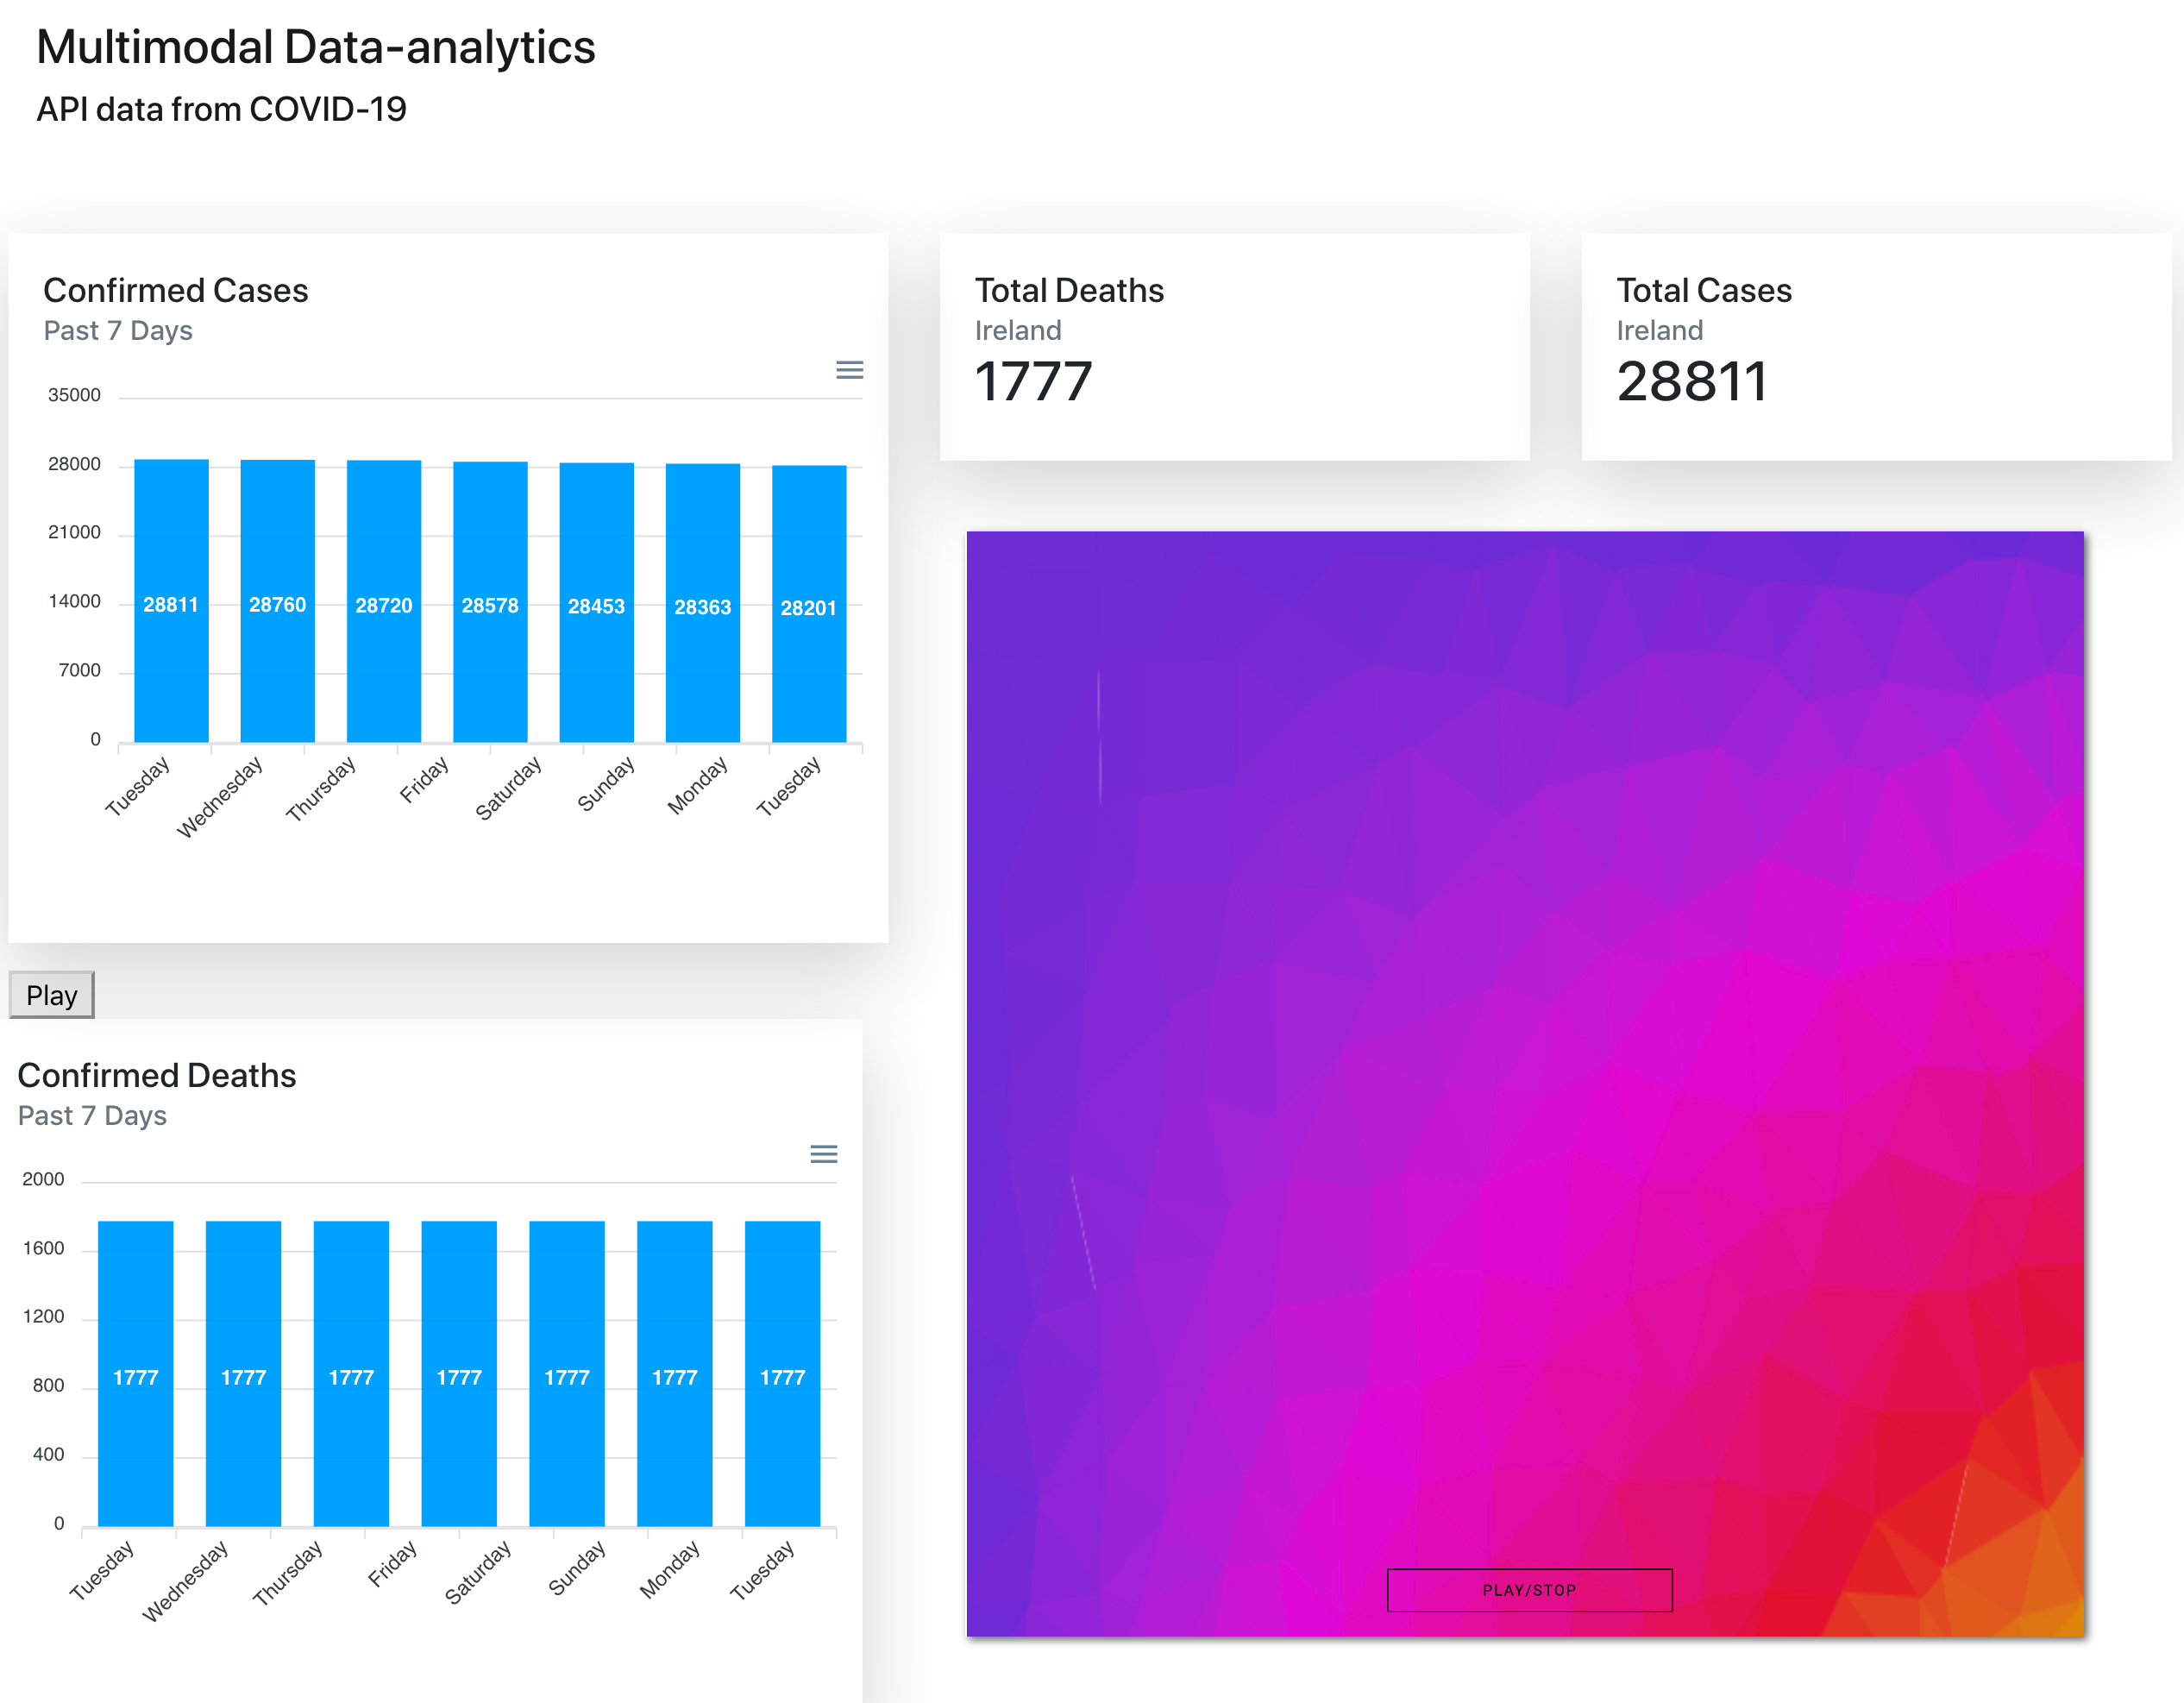 Multimodal Data-analytics
API data from COVID-19
Confirmed Cases
Past 7 Days
35000
28000
21000
14000
7000
0
28811 28760 28720 28578 28453 28363 28201
Tuesday Wednesday Thursday Friday Saturday Sunday Monday Tuesday
Total Deaths
Ireland
1777
Total Cases
Ireland
28811
Play
Confirmed Deaths
Past 7 Days
2000
1600
1200
800
400
0
1777 1777 1777 1777 1777 1777 1777
Tuesday Wednesday Thursday Friday Saturday Sunday Monday Tuesday
PLAY/STOP